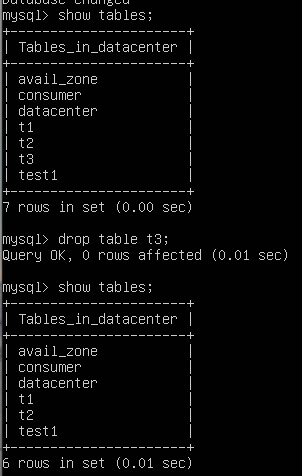 Database changed
mysql> show tables;
+----------------------+
| Tables_in_datacenter |
+----------------------+
| avail_zone           |
| consumer             |
| datacenter           |
| t1                   |
| t2                   |
| t3                   |
| test1                |
+----------------------+
7 rows in set (0.00 sec)
mysql> drop table t3;
Query OK, 0 rows affected (0.01 sec)
mysql> show tables;
+----------------------+
| Tables_in_datacenter |
+----------------------+
| avail_zone           |
| consumer             |
| datacenter           |
| t1                   |
| t2                   |
| test1                |
+----------------------+
6 rows in set (0.01 sec)